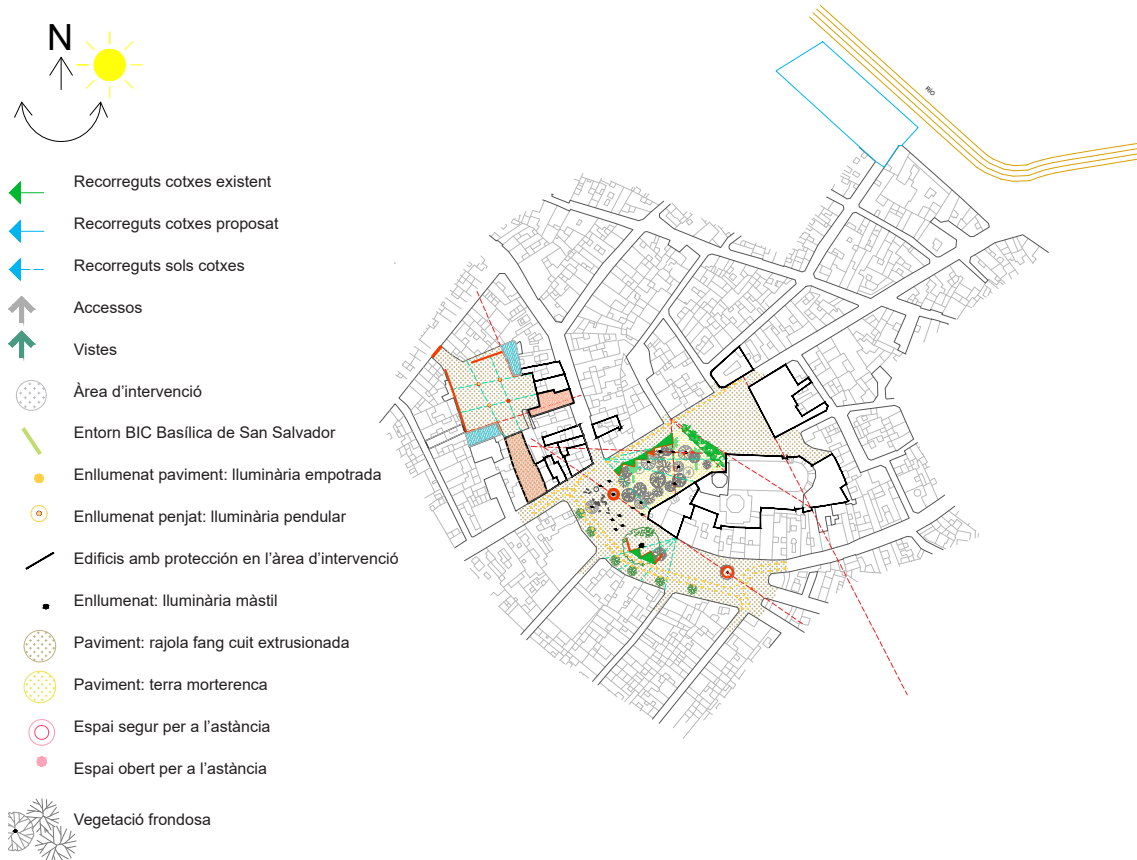 N
RÍO
Recorreguts cotxes existent
Recorreguts cotxes proposat
Recorreguts sols cotxes
Accessos
Vistes
Àrea d’intervenció
Entorn BIC Basílica de San Salvador
Enllumenat paviment: lluminària empotrada
Enllumenat penjat: lluminària pendular
Edificis amb protección en l’àrea d’intervenció
Enllumenat: lluminària màstil
Paviment: rajola fang cuit extrusionada
Paviment: terra morterenca
Espai segur per a l’astància
Espai obert per a l’astància
Vegetació frondosa